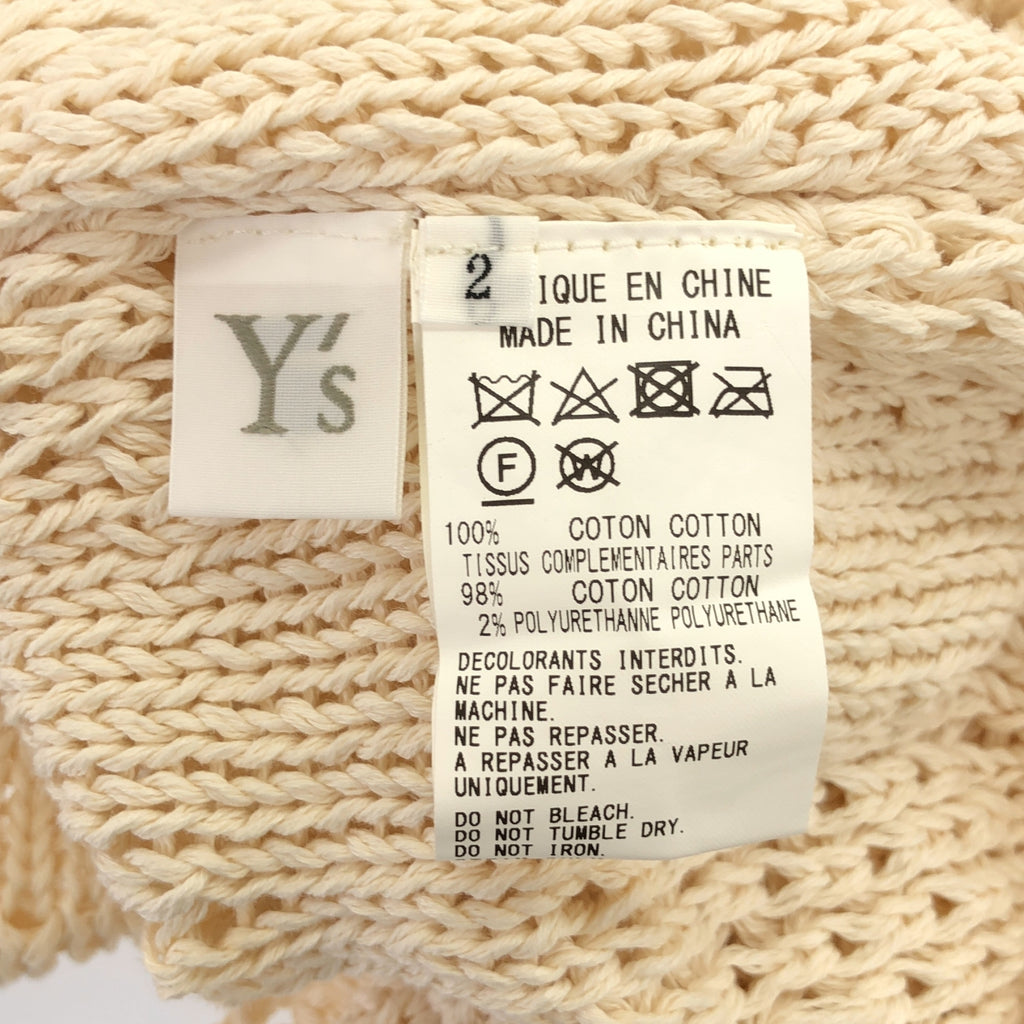 Y's
2
IQUE EN CHINE
MADE IN CHINA
F
W
100% COTON COTTON
TISSUS COMPLEMENTAIRES PARTS
98% COTON COTTON
2% POLYURETHANNE POLYURETHANE
DECOLORANTS INTERDITS.
NE PAS FAIRE SECHER A LA
MACHINE.
NE PAS REPASSER.
A REPASSER A LA VAPEUR
UNIQUEMENT.
DO NOT BLEACH.
DO NOT TUMBLE DRY.
DO NOT IRON.